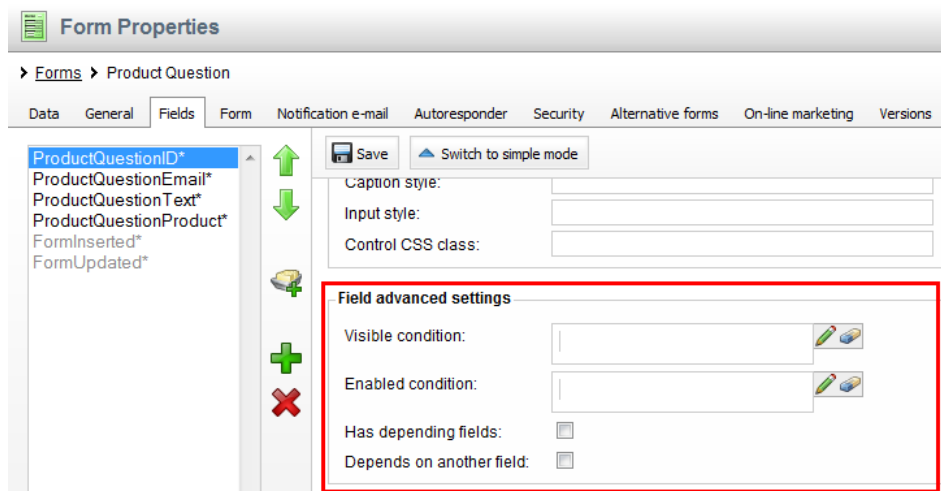 Form Properties
> Forms > Product Question
Data General Fields Form Notification e-mail Autoresponder Security Alternative forms On-line marketing Versions
ProductQuestionID*
ProductQuestionEmail*
ProductQuestionText*
ProductQuestionProduct*
FormInserted*
FormUpdated*
Save Switch to simple mode
Caption style:
Input style:
Control CSS class:
Field advanced settings
Visible condition:
Enabled condition:
Has depending fields:
Depends on another field: